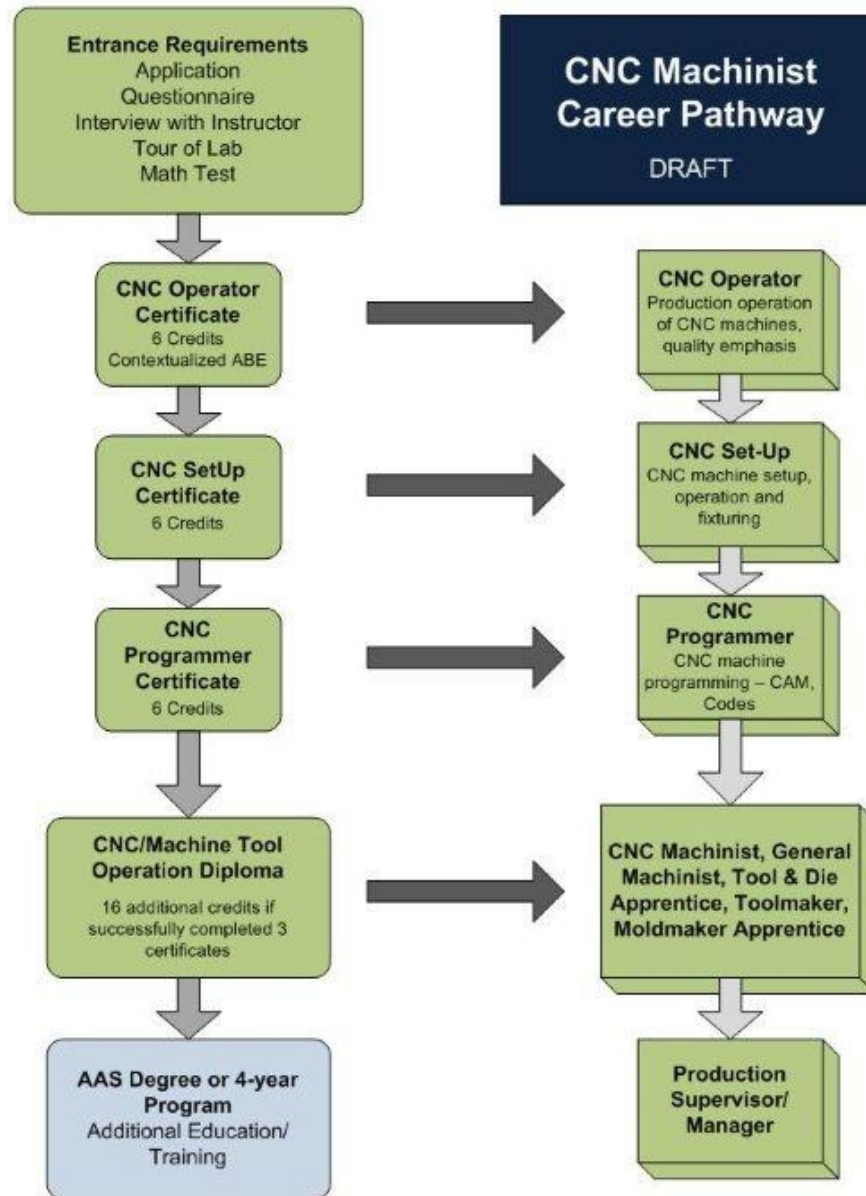 Entrance Requirements
Application
Questionnaire
Interview with Instructor
Tour of Lab
Math Test
CNC Machinist
Career Pathway
DRAFT
CNC Operator
Certificate
6 Credits
Contextualized ABE
CNC Operator
Production operation
of CNC machines,
quality emphasis
CNC SetUp
Certificate
6 Credits
CNC Set-Up
CNC machine setup,
operation and
fixturing
CNC
Programmer
Certificate
6 Credits
CNC
Programmer
CNC machine
programming – CAM,
Codes
CNC/Machine Tool
Operation Diploma
16 additional credits if
successfully completed 3
certificates
CNC Machinist, General
Machinist, Tool & Die
Apprentice, Toolmaker,
Moldmaker Apprentice
AAS Degree or 4-year
Program
Additional Education/
Training
Production
Supervisor/
Manager